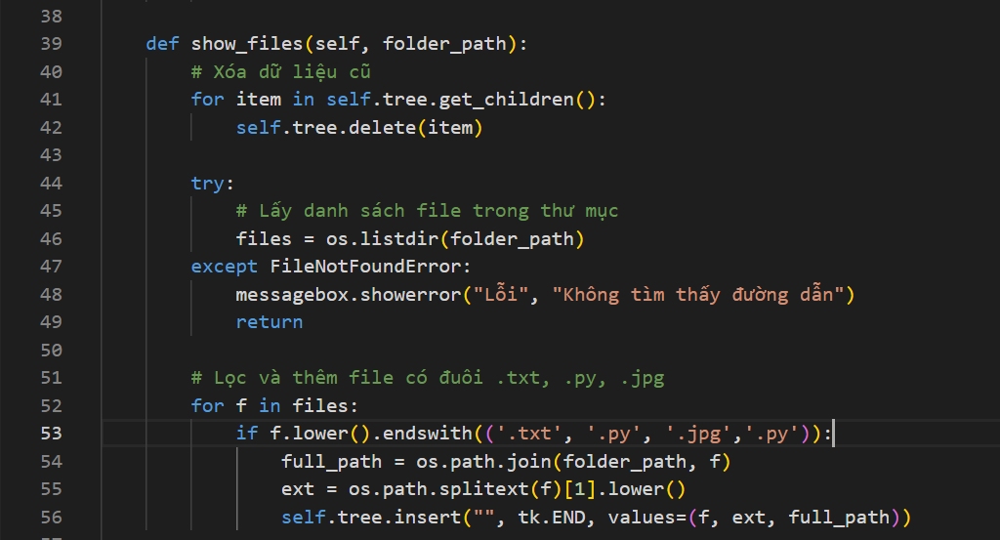 38
39 def show_files(self, folder_path):
40 # Xóa dữ liệu cũ
41 for item in self.tree.get_children():
42 self.tree.delete(item)
43
44 try:
45 # Lấy danh sách file trong thư mục
46 files = os.listdir(folder_path)
47 except FileNotFoundError:
48 messagebox.showerror("Lỗi", "Không tìm thấy đường dẫn")
49 return
50
51 # Lọc và thêm file có đuôi .txt, .py, .jpg
52 for f in files:
53 if f.lower().endswith(('.txt', '.py', '.jpg','.py')):
54 full_path = os.path.join(folder_path, f)
55 ext = os.path.splitext(f)[1].lower()
56 self.tree.insert("", tk.END, values=(f, ext, full_path))